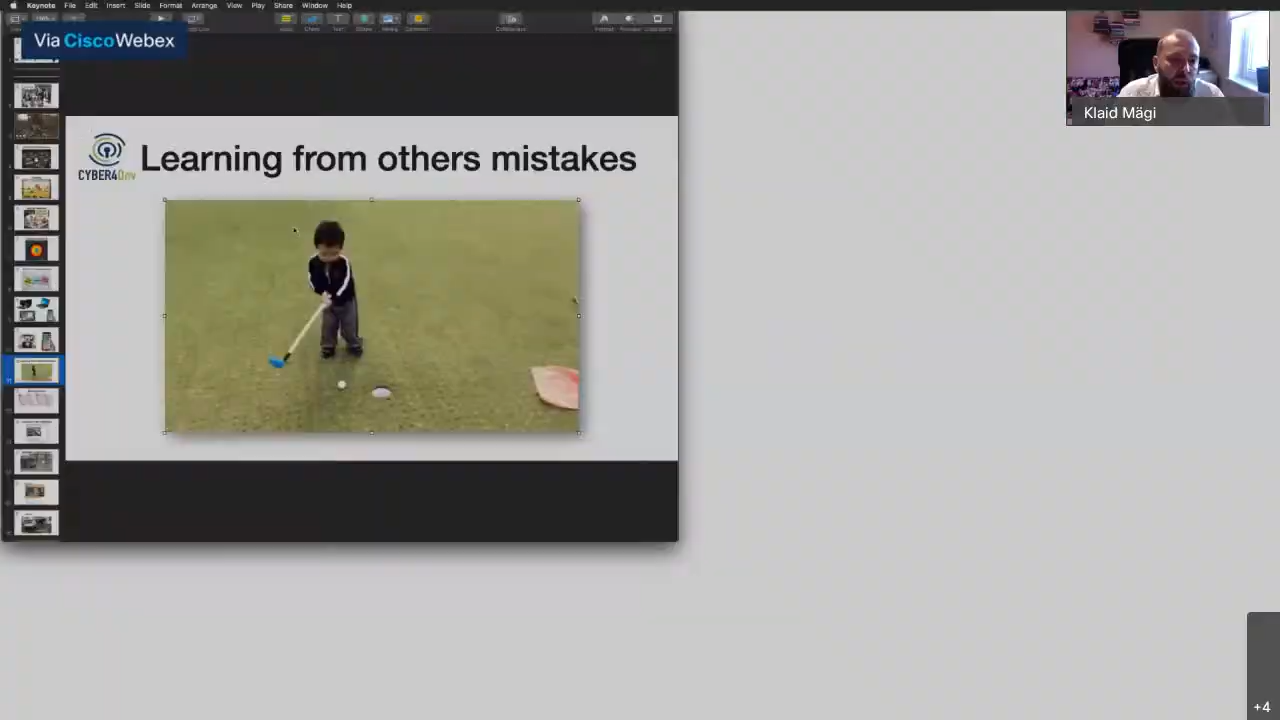 Keynote File Edit Insert Slide Format Arrange View Play Share Window Help
Via CiscoWebex
Klaid Mägi
CYBER4Dev
Learning from others mistakes
+4